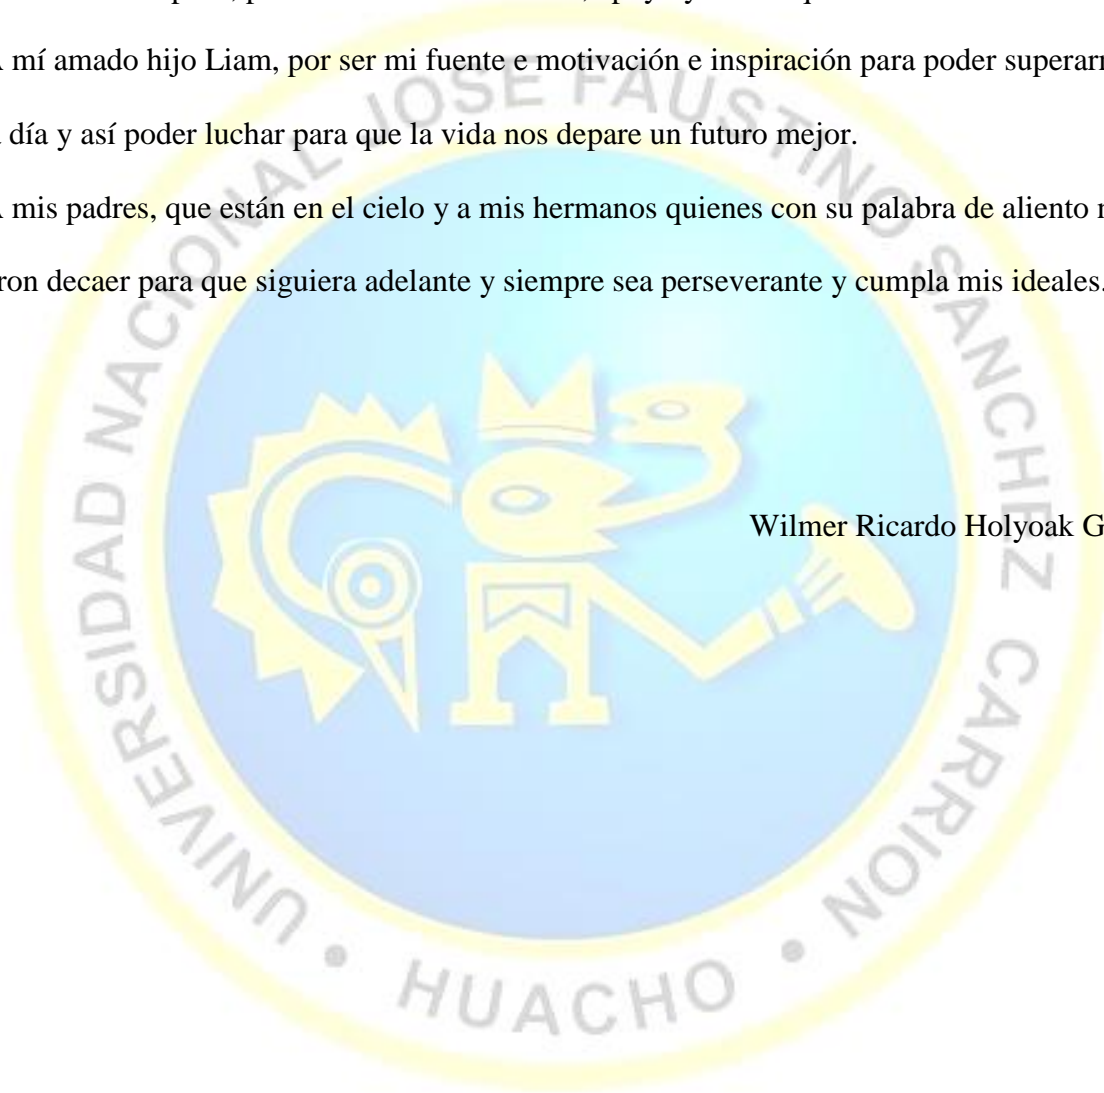 A mí amado hijo Liam, por ser mi fuente e motivación e inspiración para poder
día y así poder luchar para que la vida nos depare un futuro mejor.
A mis padres, que están en el cielo y a mis hermanos quienes con su palabra de aliento
decaer para que siguiera adelante y siempre sea perseverante y cumpla mis ideales.
Wilmer Ricardo Holyoak G
UNIVERSIDAD NACIONAL JOSE FAUSTINO SANCHEZ CARRION
• HUACHO •